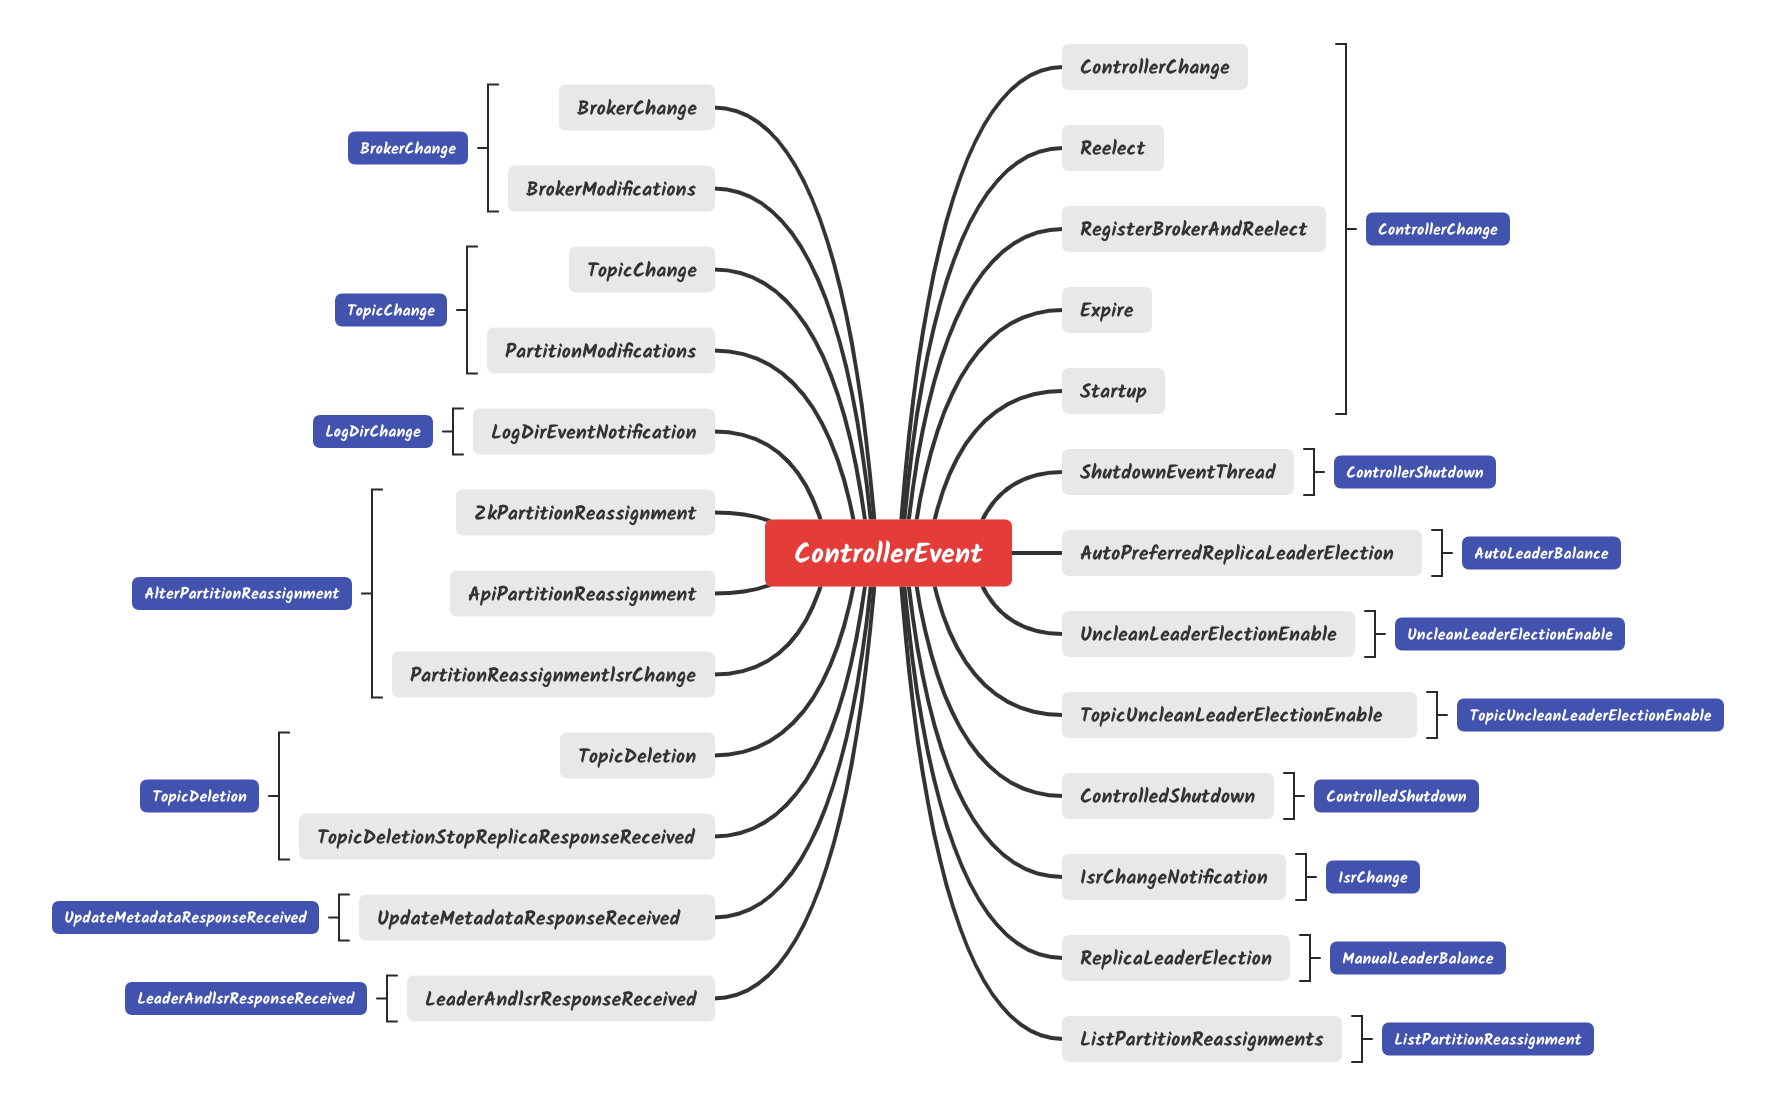 ControllerEvent
ControllerChange
Reelect
RegisterBrokerAndReelect
Expire
Startup
ControllerChange
ShutdownEventThread
ControllerShutdown
AutoPreferredReplicaLeaderElection
AutoLeaderBalance
UncleanLeaderElectionEnable
UncleanLeaderElectionEnable
TopicUncleanLeaderElectionEnable
TopicUncleanLeaderElectionEnable
ControlledShutdown
ControlledShutdown
IsrChangeNotification
IsrChange
ReplicaLeaderElection
ManualLeaderBalance
ListPartitionReassignments
ListPartitionReassignment
BrokerChange
BrokerModifications
BrokerChange
TopicChange
PartitionModifications
TopicChange
LogDirEventNotification
LogDirChange
ZkPartitionReassignment
ApiPartitionReassignment
PartitionReassignmentIsrChange
AlterPartitionReassignment
TopicDeletion
TopicDeletionStopReplicaResponseReceived
TopicDeletion
UpdateMetadataResponseReceived
UpdateMetadataResponseReceived
LeaderAndIsrResponseReceived
LeaderAndIsrResponseReceived